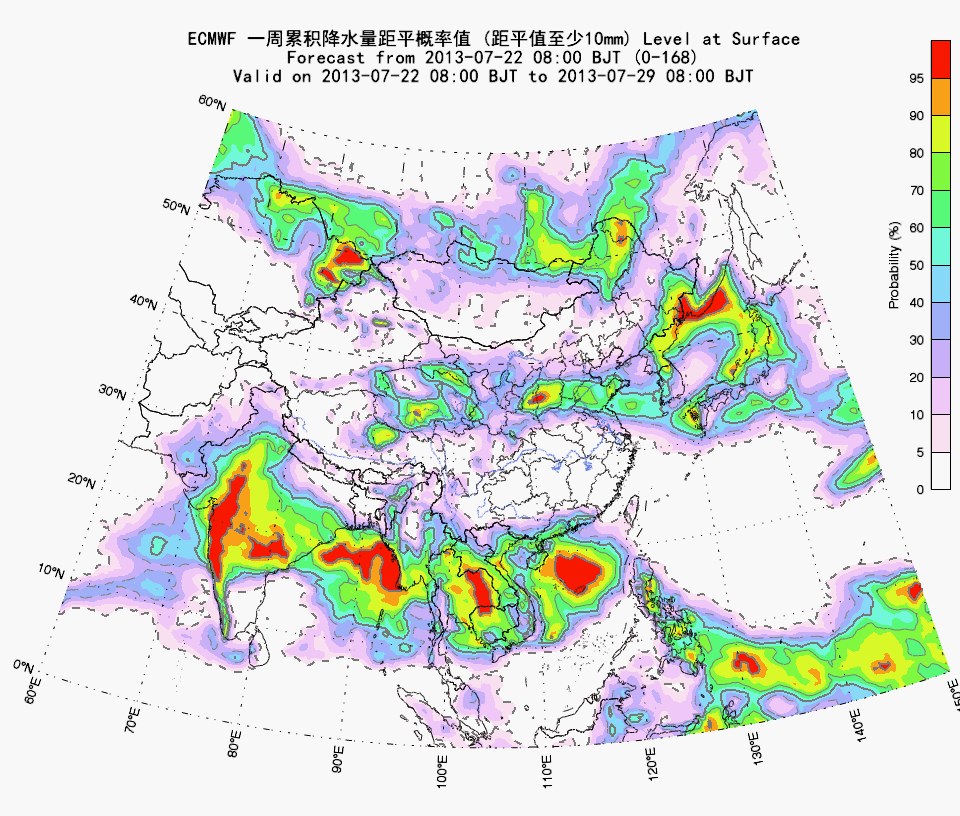 ECMWF 一周累积降水量距平概率值 (距平值至少10mm) Level at Surface
Forecast from 2013-07-22 08:00 BJT (0-168)
Valid on 2013-07-22 08:00 BJT to 2013-07-29 08:00 BJT
95
90
80
70
60
50
40
30
20
10
5
0
Probability (%)
60°N
50°N
40°N
30°N
20°N
10°N
0°N
60°E
70°E
80°E
90°E
100°E
110°E
120°E
130°E
140°E
150°E